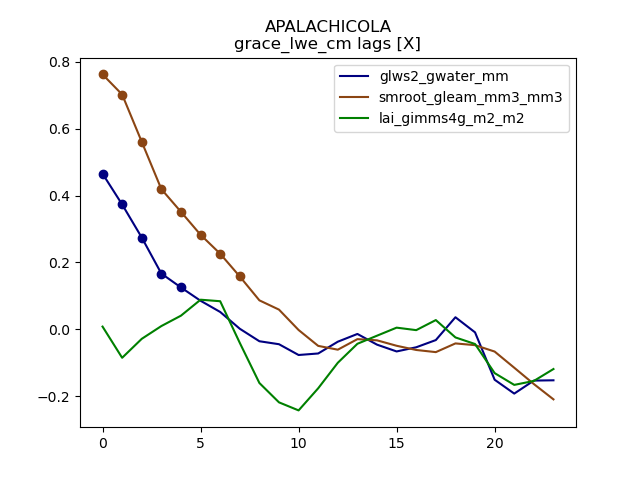 APALACHICOLA
grace_lwe_cm lags [X]
glws2_gwater_mm
smroot_gleam_mm3_mm3
lai_gimms4g_m2_m2
0.8
0.6
0.4
0.2
0.0
−0.2
0 5 10 15 20